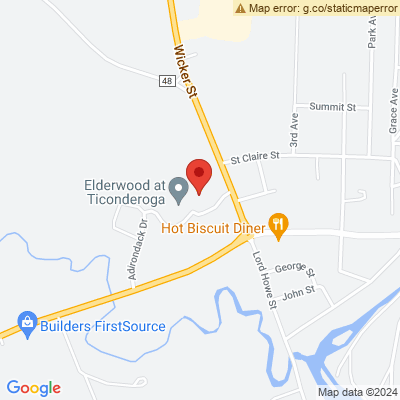 Map error: g.co/staticmaperror
Wicker St
48
Park Av
Grace Ave
3rd Ave
Summit St
St Claire St
Elderwood at
Ticonderoga
Adirondack Dr
Hot Biscuit Diner
Lord Howe St
George St
John St
Builders FirstSource
Google
Map data ©2024